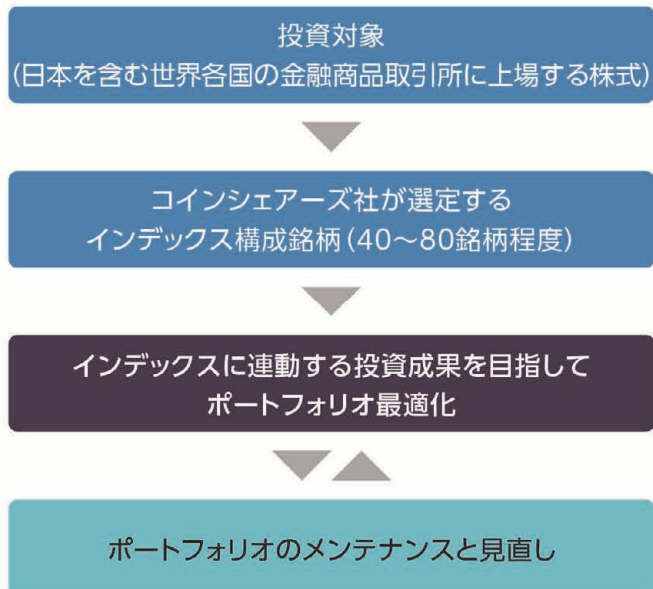 投資対象
(日本を含む世界各国の金融商品取引所に上場する株式)
コインシェアーズ社が選定する
インデックス構成銘柄(40～80銘柄程度)
インデックスに連動する投資成果を目指して
ポートフォリオ最適化
ポートフォリオのメンテナンスと見直し